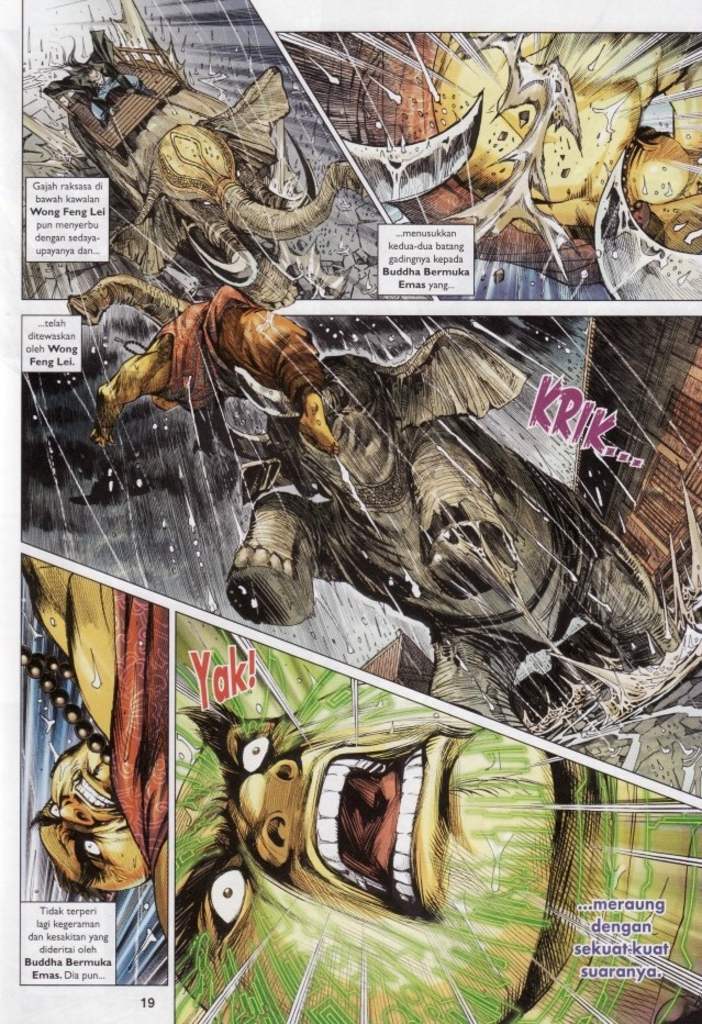 Gajah raksasa di
bawah kawalan
Wong Feng Lei
pun menyerbu
dengan sedaya-
upayanya dan...
...menusukkan
kedua-dua batang
gadingnya kepada
Buddha Bermuka
Emas yang...
...telah
ditewaskan
oleh Wong
Feng Lei.
KRIK...
Tidak terperi
lagi kegeraman
dan kesakitan yang
dideritai oleh
Buddha Bermuka
Emas. Dia pun...
Yak!
...meraung
dengan
sekuat-kuat
suaranya.
19